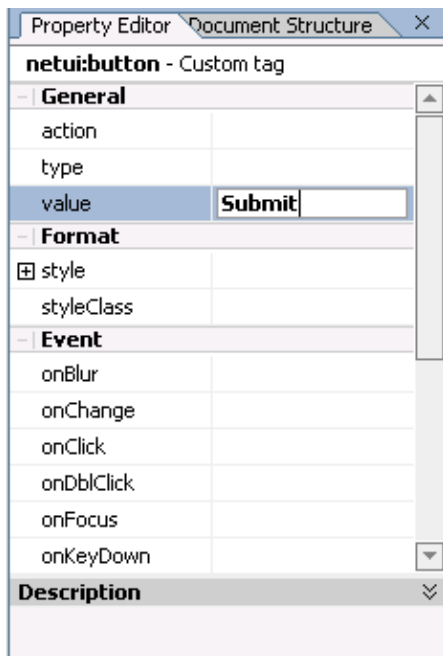 Property Editor Document Structure
netui:button - Custom tag
General
action
type
value Submit
Format
style
styleClass
Event
onBlur
onChange
onClick
onDblClick
onFocus
onKeyDown
Description